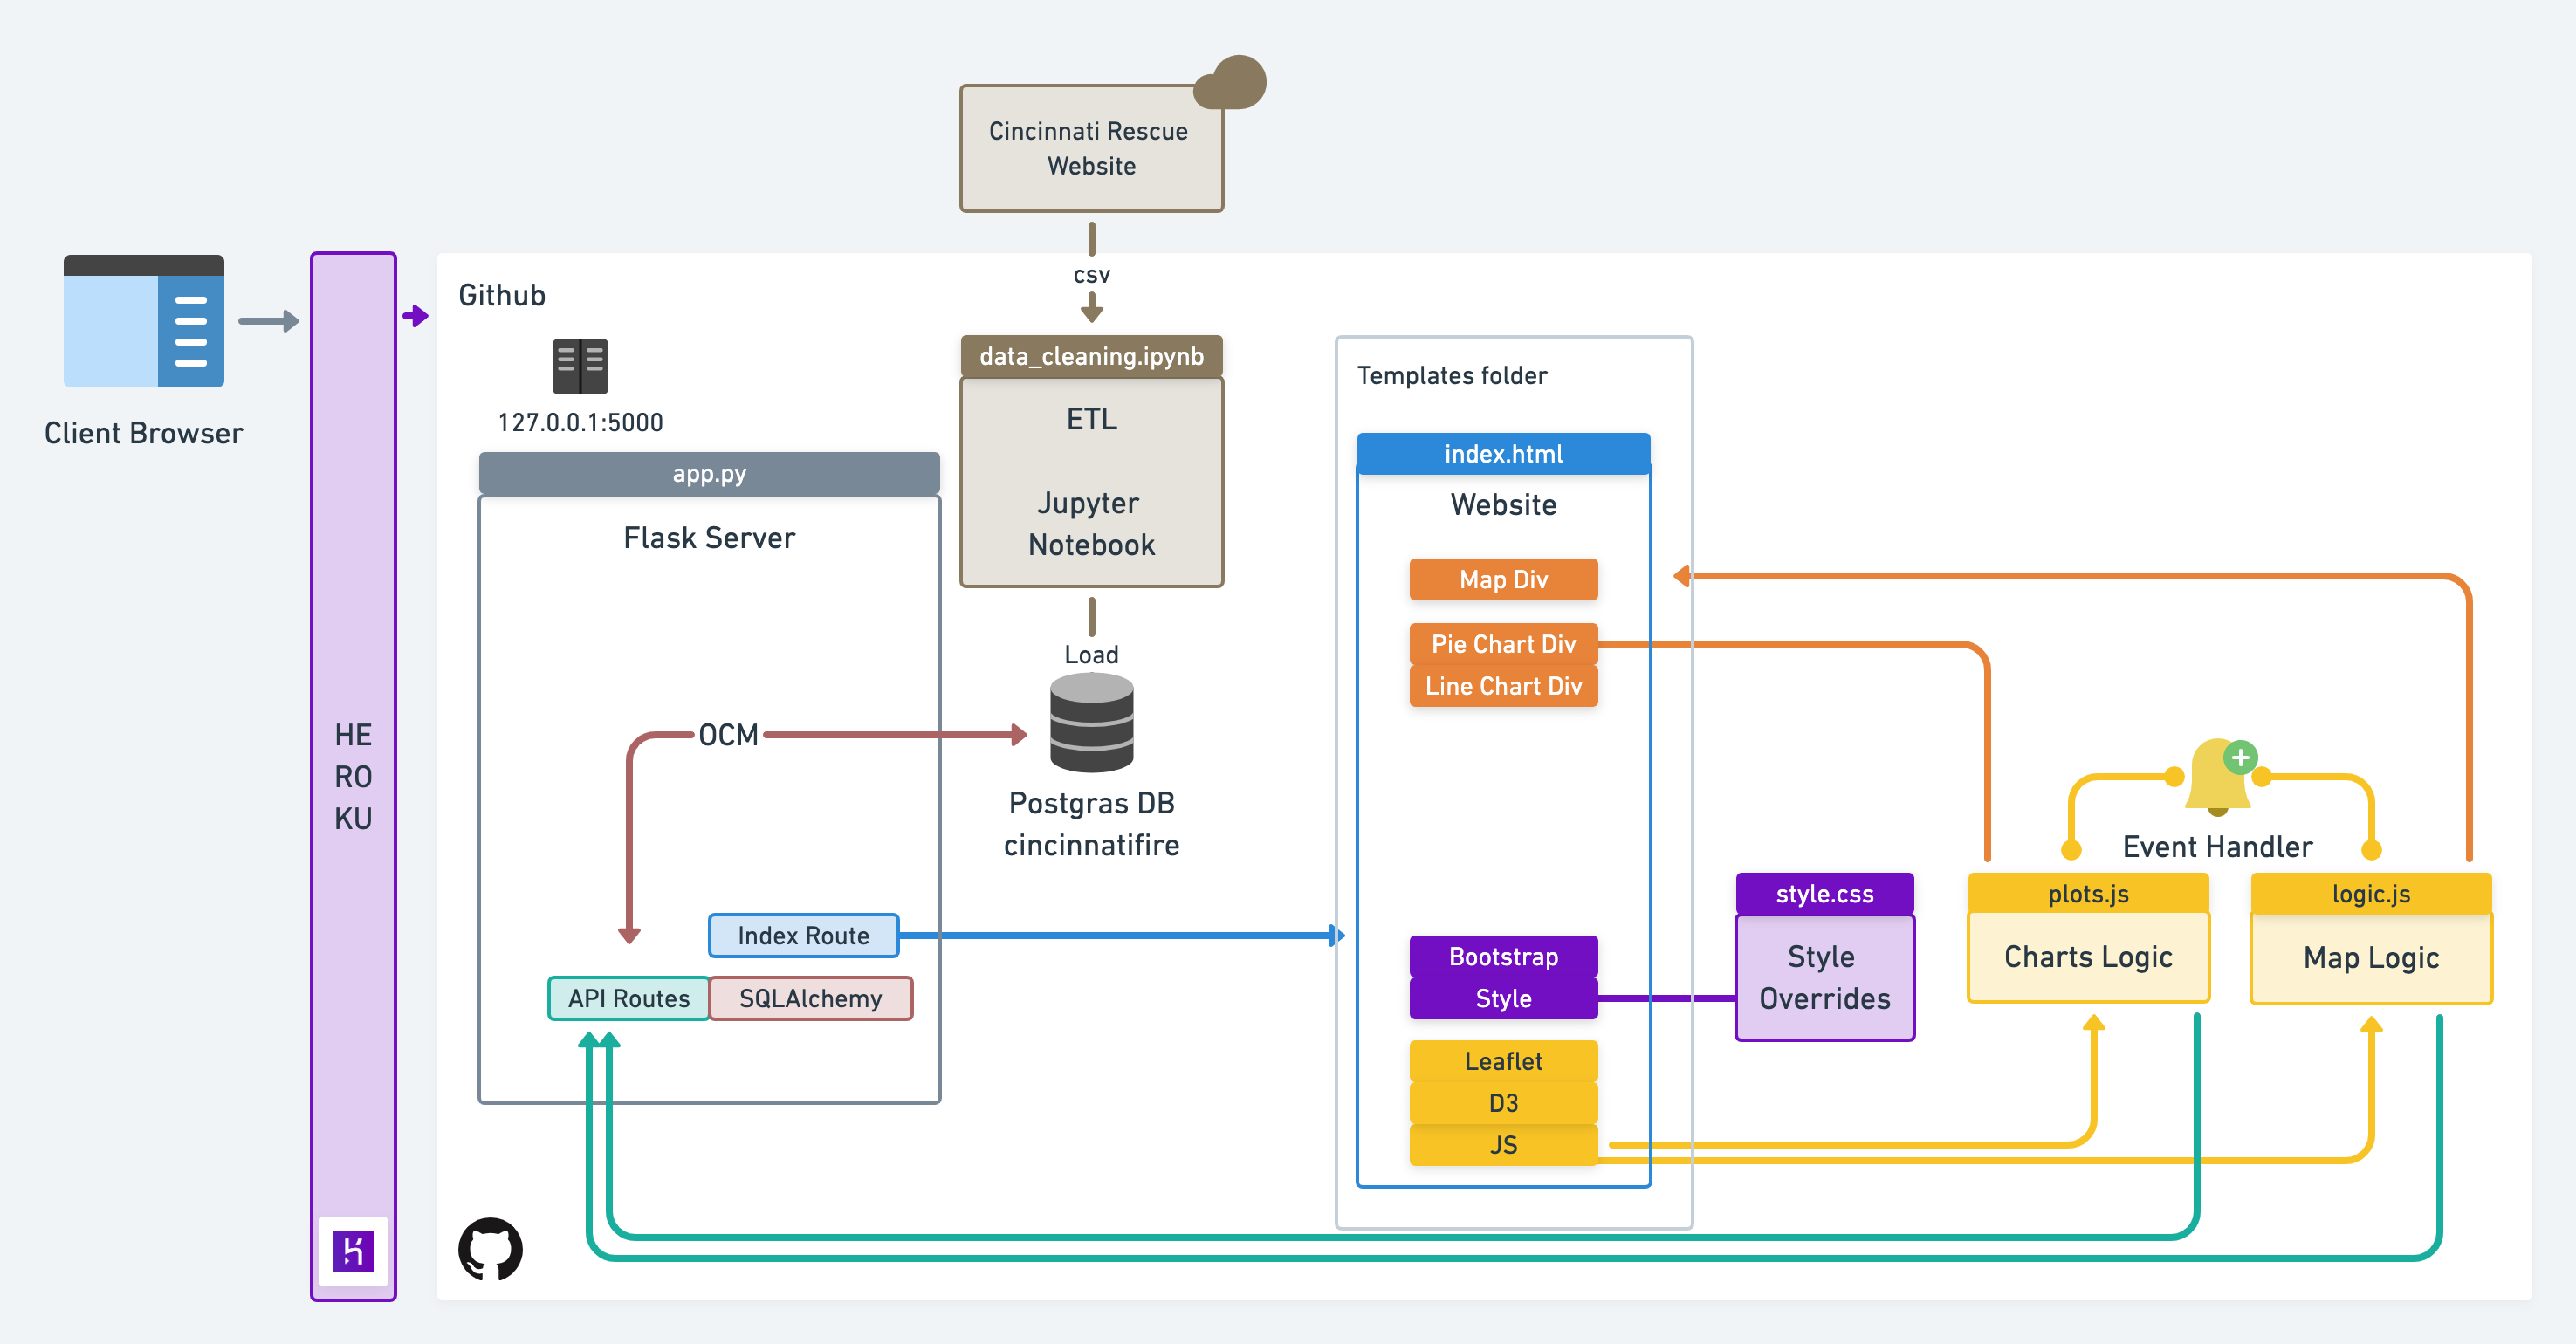 Cincinnati Rescue
Website
csv
Client Browser
HE
RO
KU
Github
127.0.0.1:5000
app.py
Flask Server
OCM
Index Route
API Routes
SQLAlchemy
data_cleaning.ipynb
ETL
Jupyter
Notebook
Load
Postgras DB
cincinnatifire
Templates folder
index.html
Website
Map Div
Pie Chart Div
Line Chart Div
Bootstrap
Style
Leaflet
D3
JS
style.css
Style
Overrides
Event Handler
plots.js
Charts Logic
logic.js
Map Logic